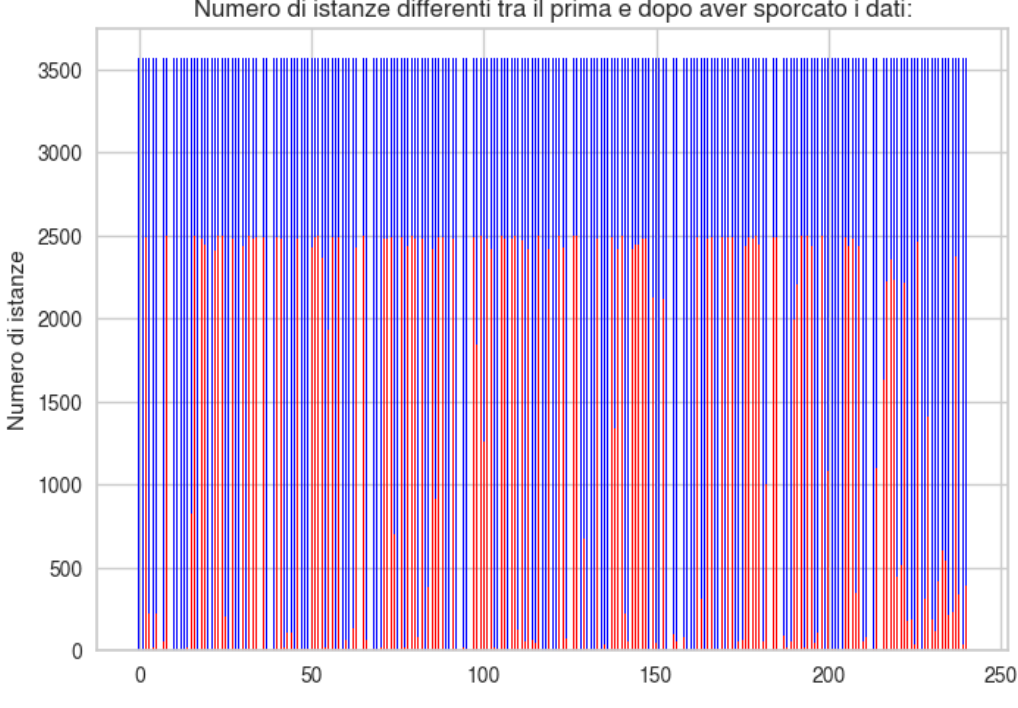 Numero di istanze differenti tra il prima e dopo aver sporcato i dati:
Numero di istanze
3500
3000
2500
2000
1500
1000
500
0
0 50 100 150 200 250